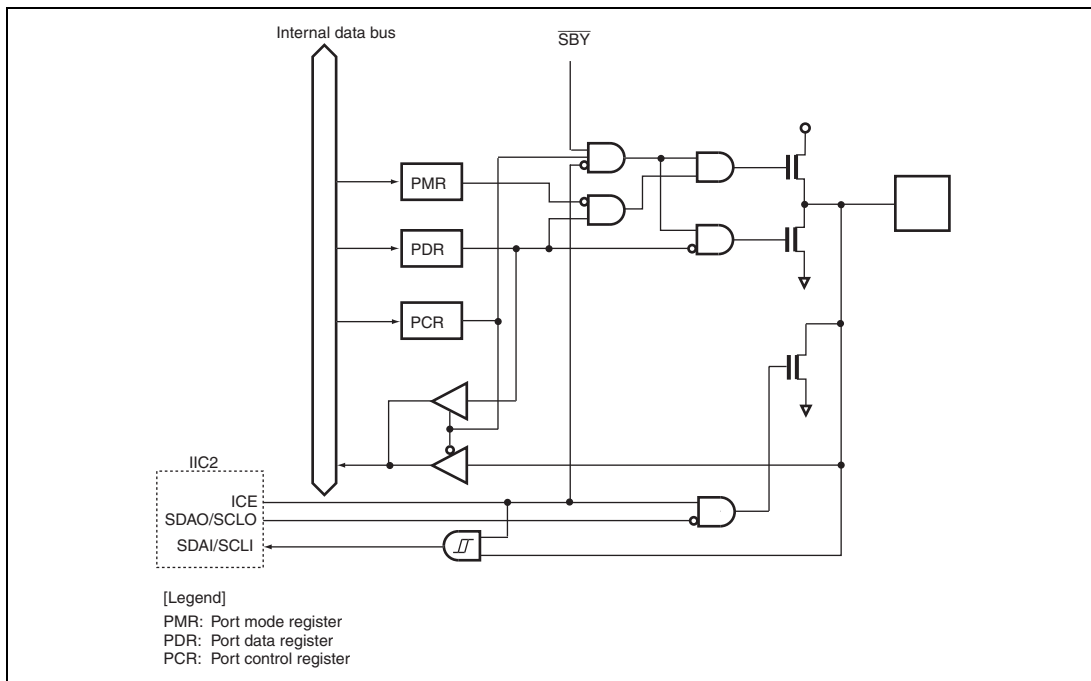 Internal data bus
SBY
PMR
PDR
PCR
IIC2
ICE
SDAO/SCLO
SDAI/SCLI
[Legend]
PMR: Port mode register
PDR: Port data register
PCR: Port control register